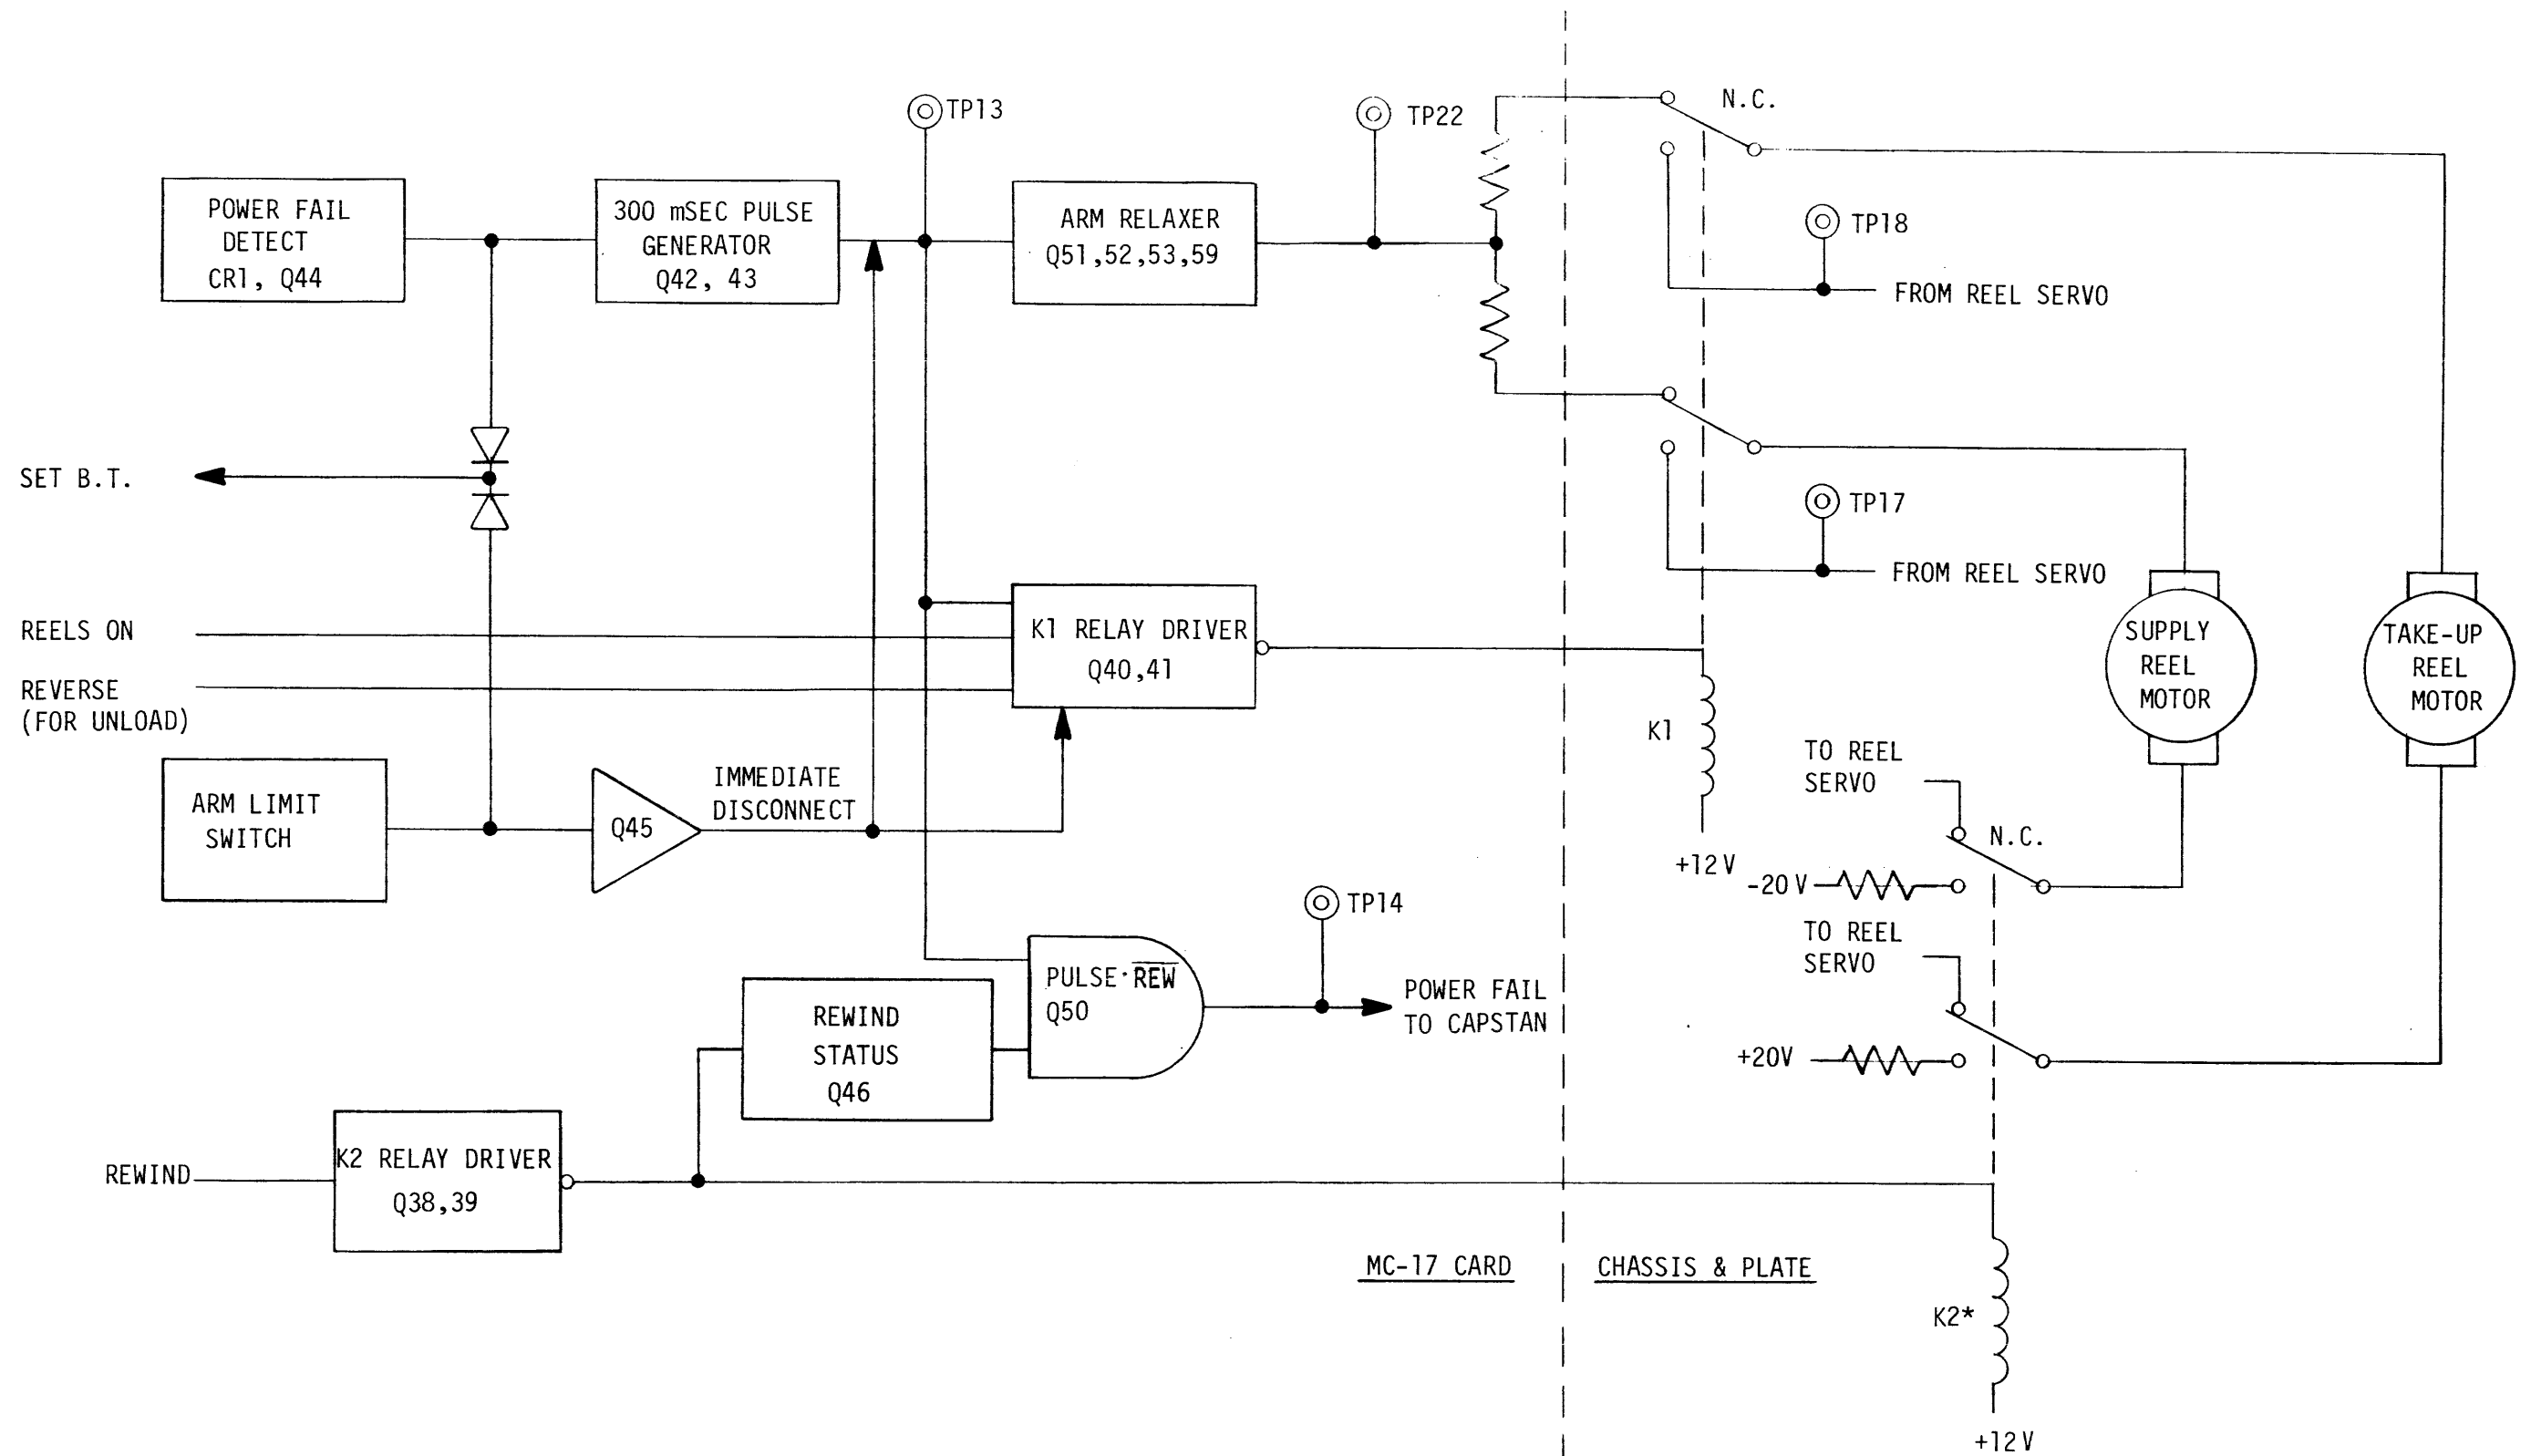 TP13
TP22
N.C.
POWER FAIL
DETECT
CR1, Q44
300 mSEC PULSE
GENERATOR
Q42, 43
ARM RELAXER
Q51,52,53,59
TP18
FROM REEL SERVO
SET B.T.
TP17
FROM REEL SERVO
REELS ON
REVERSE
(FOR UNLOAD)
K1 RELAY DRIVER
Q40,41
SUPPLY
REEL
MOTOR
TAKE-UP
REEL
MOTOR
K1
+12V
ARM LIMIT
SWITCH
Q45
IMMEDIATE
DISCONNECT
TO REEL
SERVO
N.C.
-20V
TO REEL
SERVO
+20V
TP14
PULSE·REW
Q50
POWER FAIL
TO CAPSTAN
REWIND
STATUS
Q46
REWIND
K2 RELAY DRIVER
Q38,39
MC-17 CARD
CHASSIS & PLATE
K2*
+12V